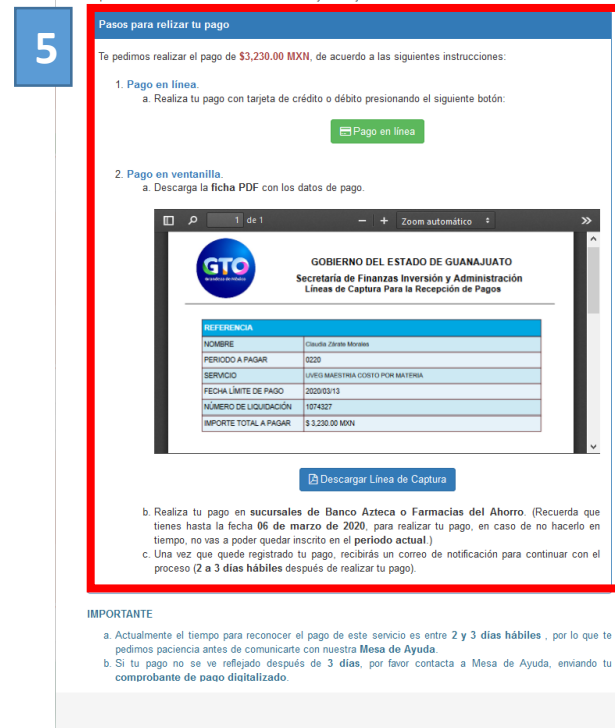 5
Pasos para relizar tu pago
Te pedimos realizar el pago de $3,230.00 MXN, de acuerdo a las siguientes instrucciones:
1. Pago en línea.
a. Realiza tu pago con tarjeta de crédito o débito presionando el siguiente botón:
Pago en línea
2. Pago en ventanilla.
a. Descarga la ficha PDF con los datos de pago.
1 de 1 − + Zoom automático
GTO
Grandeza de México
GOBIERNO DEL ESTADO DE GUANAJUATO
Secretaría de Finanzas Inversión y Administración
Líneas de Captura Para la Recepción de Pagos
REFERENCIA
NOMBRE Claudia Zárate Morales
PERIODO A PAGAR 0220
SERVICIO UVEG MAESTRIA COSTO POR MATERIA
FECHA LÍMITE DE PAGO 2020/03/13
NÚMERO DE LIQUIDACIÓN 1074327
IMPORTE TOTAL A PAGAR $ 3,230.00 MXN
Descargar Línea de Captura
b. Realiza tu pago en sucursales de Banco Azteca o Farmacias del Ahorro. (Recuerda que
tienes hasta la fecha 06 de marzo de 2020, para realizar tu pago, en caso de no hacerlo en
tiempo, no vas a poder quedar inscrito en el periodo actual.)
c. Una vez que quede registrado tu pago, recibirás un correo de notificación para continuar con el
proceso (2 a 3 días hábiles después de realizar tu pago).
IMPORTANTE
a. Actualmente el tiempo para reconocer el pago de este servicio es entre 2 y 3 días hábiles , por lo que te
pedimos paciencia antes de comunicarte con nuestra Mesa de Ayuda.
b. Si tu pago no se ve reflejado después de 3 días, por favor contacta a Mesa de Ayuda, enviando tu
comprobante de pago digitalizado.